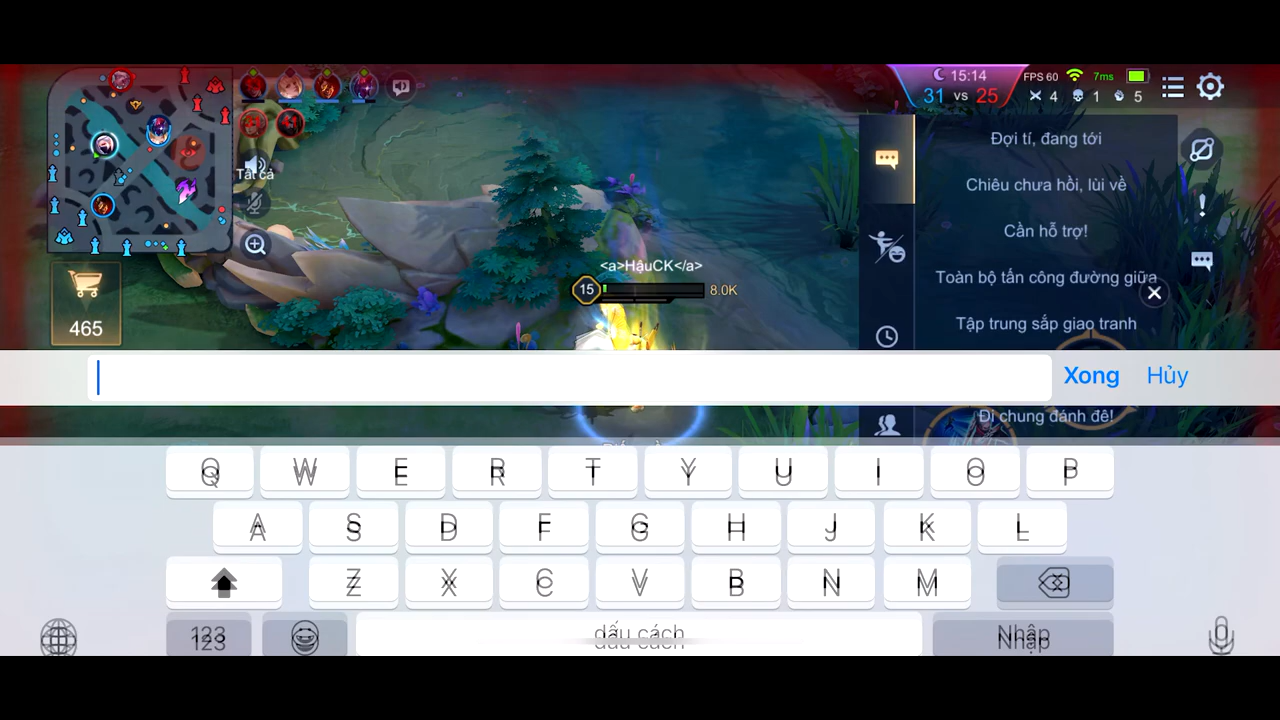 15:14
FPS 60
7ms
31 vs 25
4
1
5
Tất cả
Đợi tí, đang tới
Chiêu chưa hồi, lùi về
Cần hỗ trợ!
Toàn bộ tấn công đường giữa
Tập trung sắp giao tranh
<a>HậuCK</a>
15
8.0K
465
Xong
Hủy
Đi chung đánh đê!
Q W E R T Y U I O P
A S D F G H J K L
Z X C V B N M
123
dấu cách
Nhập